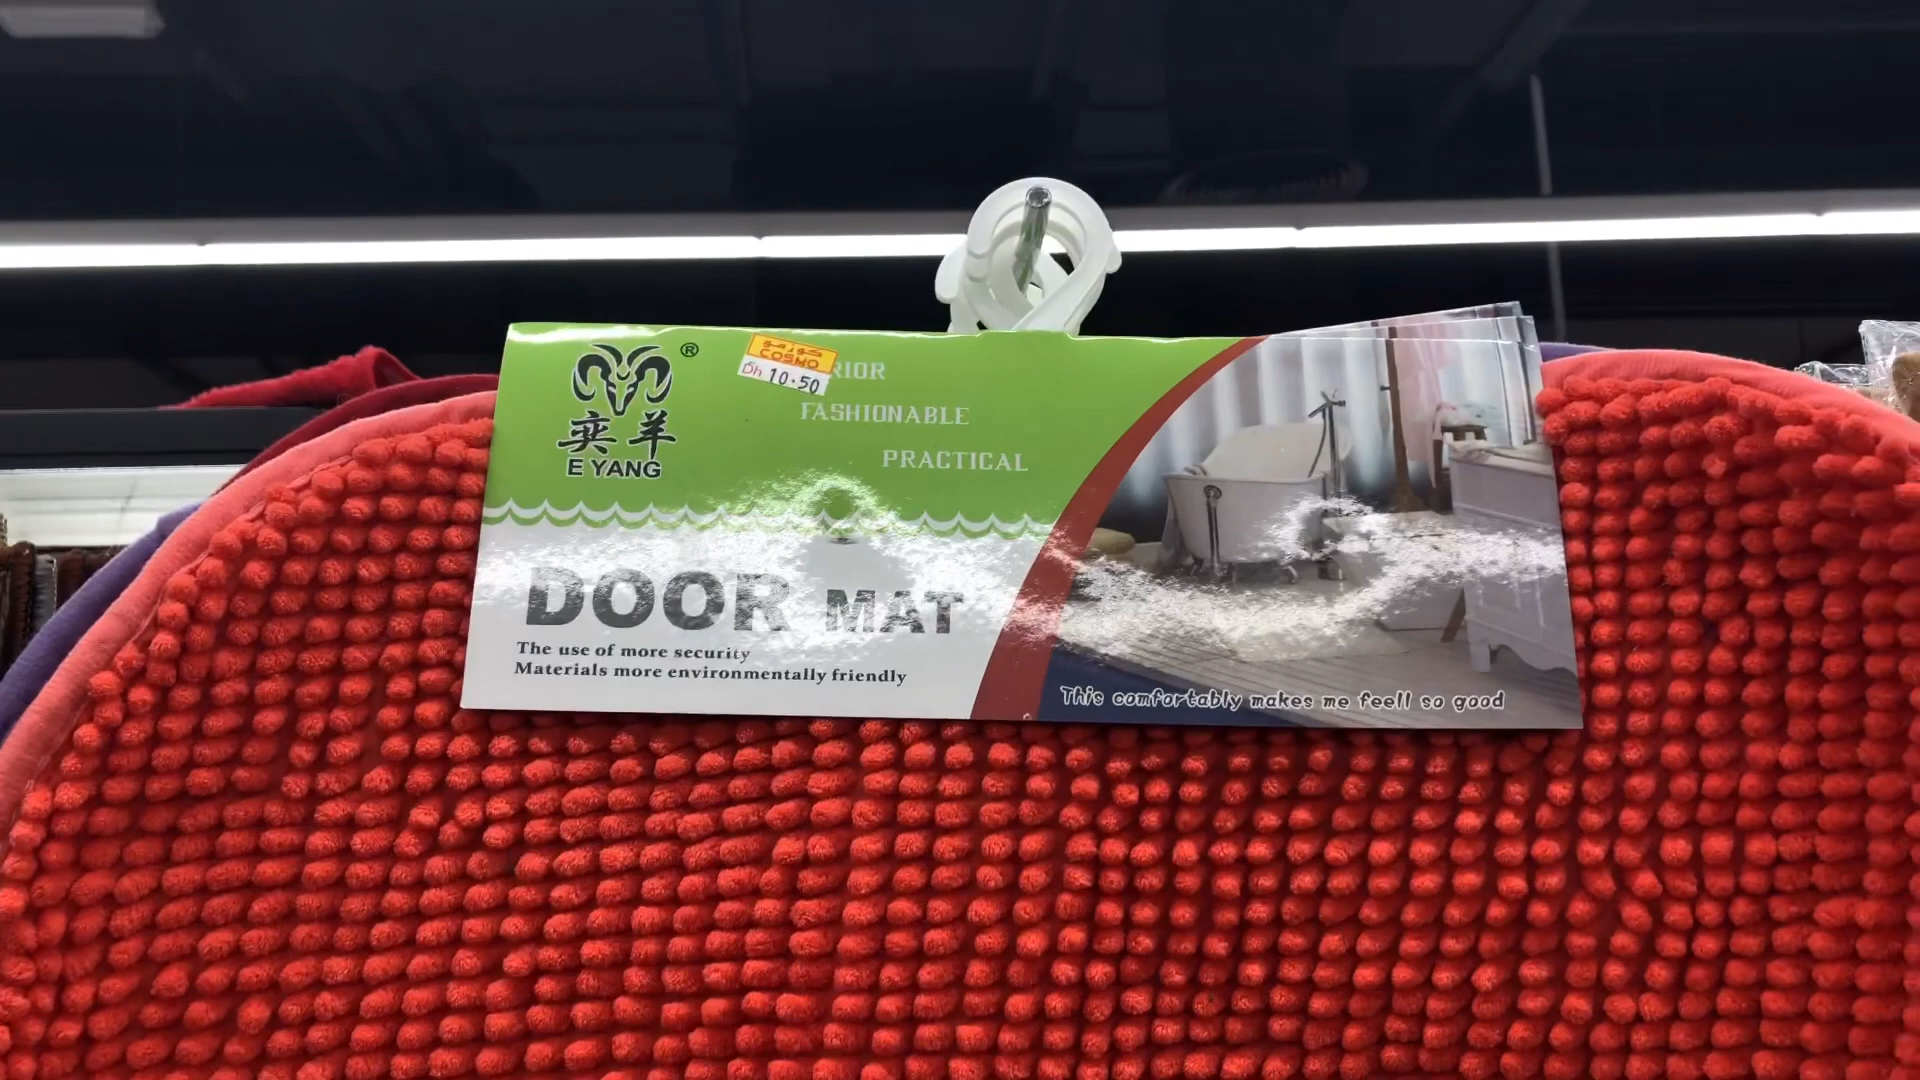 ®
奕羊
E YANG
كوزمو
COSMO
Dh 10.50
FASHIONABLE
PRACTICAL
DOOR MAT
The use of more security
Materials more environmentally friendly
This comfortably makes me feell so good